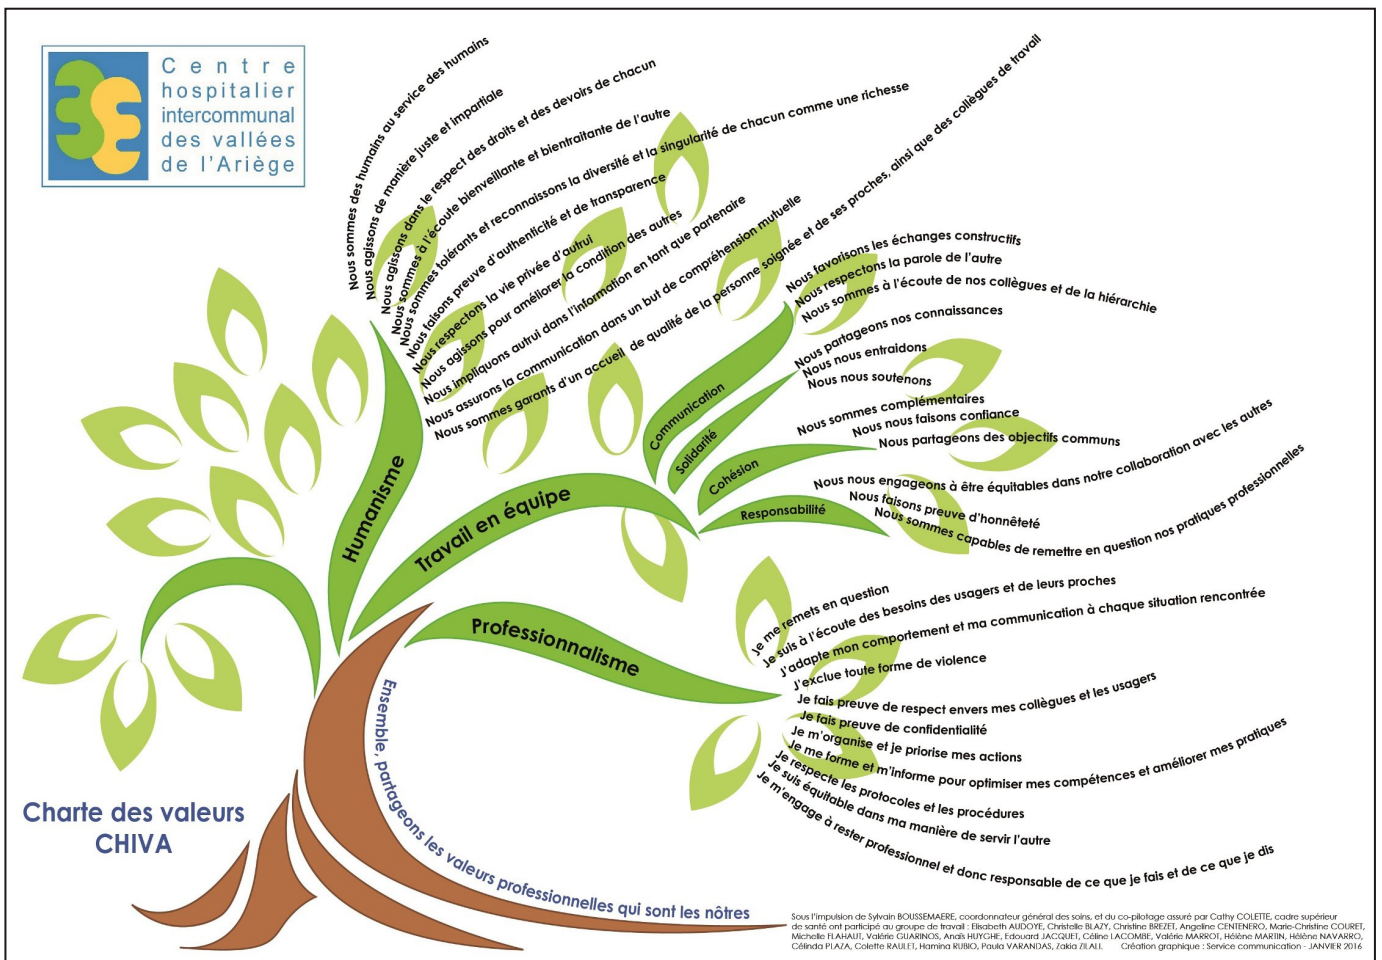 Centre
hospitalier
intercommunal
des vallées
de l'Ariège
Nous sommes des humains au service des humains
Nous agissons de manière juste et impartiale
Nous agissons dans le respect des droits et des devoirs de chacun
Nous sommes à l'écoute bienveillante et bientraitante de l'autre
Nous sommes tolérants et reconnaissons la diversité et la singularité de chacun comme une richesse
Nous faisons preuve d'authenticité et de transparence
Nous respectons la vie privée d'autrui
Nous agissons pour améliorer la condition des autres
Nous impliquons autrui dans l'information en tant que partenaire
Nous assurons la communication dans un but de compréhension mutuelle
Nous sommes garants d'un accueil de qualité de la personne soignée et de ses proches, ainsi que des collègues de travail
Humanisme
Nous favorisons les échanges constructifs
Nous respectons la parole de l'autre
Nous sommes à l'écoute de nos collègues et de la hiérarchie
Communication
Nous partageons nos connaissances
Nous nous entraidons
Nous nous soutenons
Solidarité
Nous sommes complémentaires
Nous nous faisons confiance
Nous partageons des objectifs communs
Cohésion
Nous nous engageons à être équitables dans notre collaboration avec les autres
Nous faisons preuve d'honnêteté
Nous sommes capables de remettre en question nos pratiques professionnelles
Responsabilité
Travail en équipe
Professionnalisme
Je me remets en question
Je suis à l'écoute des besoins des usagers et de leurs proches
J'adapte mon comportement et ma communication à chaque situation rencontrée
J'exclue toute forme de violence
Je fais preuve de respect envers mes collègues et les usagers
Je fais preuve de confidentialité
Je m'organise et je priorise mes actions
Je me forme et m'informe pour optimiser mes compétences et améliorer mes pratiques
Je respecte les protocoles et les procédures
Je suis équitable dans ma manière de servir l'autre
Je m'engage à rester professionnel et donc responsable de ce que je fais et de ce que je dis
Ensemble, partageons les valeurs professionnelles qui sont les nôtres
Charte des valeurs
CHIVA
Sous l'impulsion de Sylvain BOUSSEMAERE, coordonnateur général des soins, et du co-pilotage assuré par Cathy COLETTE, cadre supérieur
de santé ont participé au groupe de travail : Elisabeth AUDOYE, Christelle BLAZY, Christine BREZET, Angeline CENTENERO, Marie-Christine COURET,
Michelle FLAHAUT, Valérie GUARINOS, Anaïs HUYGHE, Edouard JACQUET, Céline LACOMBE, Valérie MARROT, Hélène MARTIN, Hélène NAVARRO,
Célinda PLAZA, Colette RAULET, Hamina RUBIO, Paula VARANDAS, Zakia ZILALI. Création graphique : Service communication - JANVIER 2016